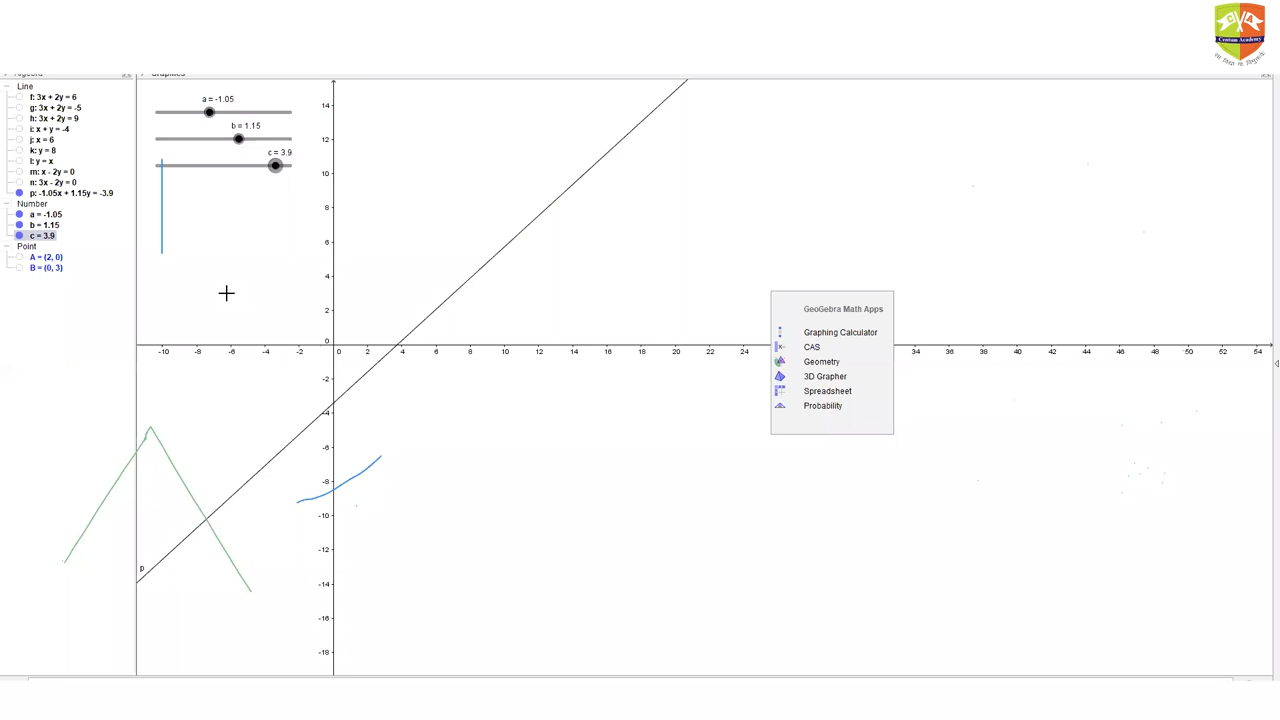 CVA
Centum Academy
Algebra
Graphics
Line
f: 3x + 2y = 6
g: 3x + 2y = -5
h: 3x + 2y = 9
i: x + y = -4
j: x = 6
k: y = 8
l: y = x
m: x - 2y = 0
n: 3x - 2y = 0
p: -1.05x + 1.15y = -3.9
Number
a = -1.05
b = 1.15
c = 3.9
Point
A = (2, 0)
B = (0, 3)
a = -1.05
b = 1.15
c = 3.9
14
12
10
8
6
4
2
0
-2
-4
-6
-8
-10
-12
-14
-16
-18
-10 -8 -6 -4 -2 0 2 4 6 8 10 12 14 16 18 20 22 24 34 36 38 40 42 44 46 48 50 52 54
p
GeoGebra Math Apps
Graphing Calculator
CAS
Geometry
3D Grapher
Spreadsheet
Probability